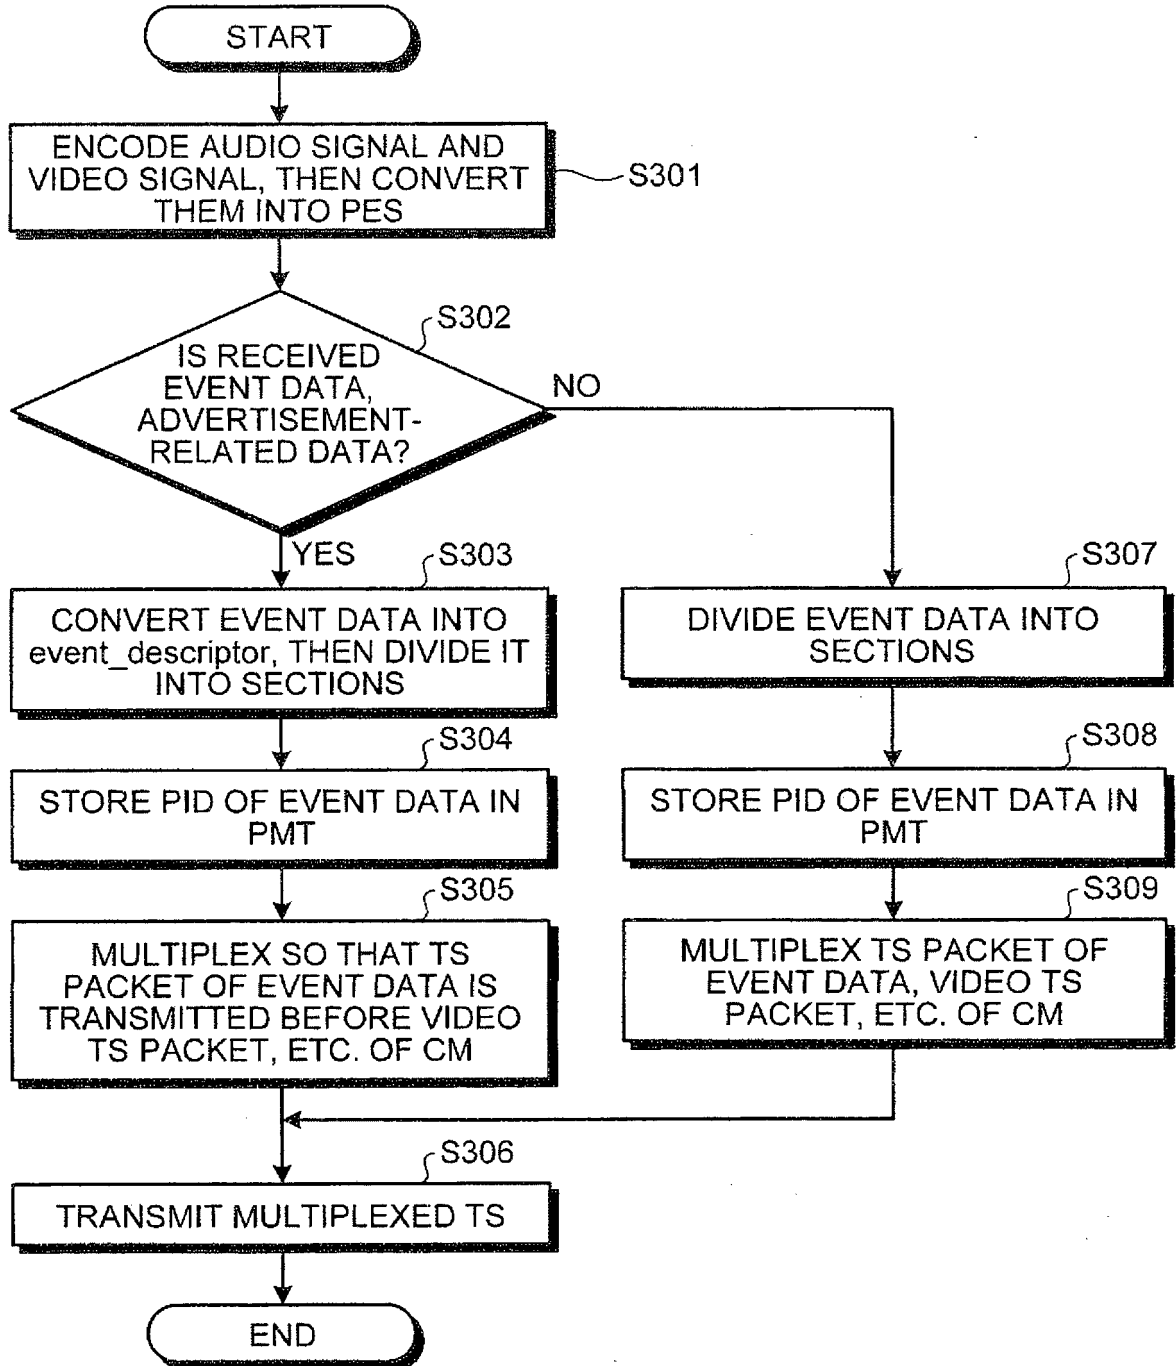 START
ENCODE AUDIO SIGNAL AND
VIDEO SIGNAL, THEN CONVERT
THEM INTO PES
S301
S302
IS RECEIVED
EVENT DATA,
ADVERTISEMENT-
RELATED DATA?
NO
YES
S303
CONVERT EVENT DATA INTO
event_descriptor, THEN DIVIDE IT
INTO SECTIONS
S304
STORE PID OF EVENT DATA IN
PMT
S305
MULTIPLEX SO THAT TS
PACKET OF EVENT DATA IS
TRANSMITTED BEFORE VIDEO
TS PACKET, ETC. OF CM
S307
DIVIDE EVENT DATA INTO
SECTIONS
S308
STORE PID OF EVENT DATA IN
PMT
S309
MULTIPLEX TS PACKET OF
EVENT DATA, VIDEO TS
PACKET, ETC. OF CM
S306
TRANSMIT MULTIPLEXED TS
END